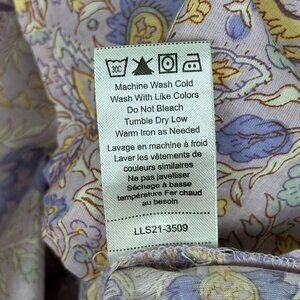 30C
Machine Wash Cold
Wash With Like Colors
Do Not Bleach
Tumble Dry Low
Warm Iron as Needed
Lavage en machine à froid
Laver les vêtements de
couleurs similaires
Ne pas javeliser
Séchage à basse
température Fer chaud
au besoin
LLS21-3509